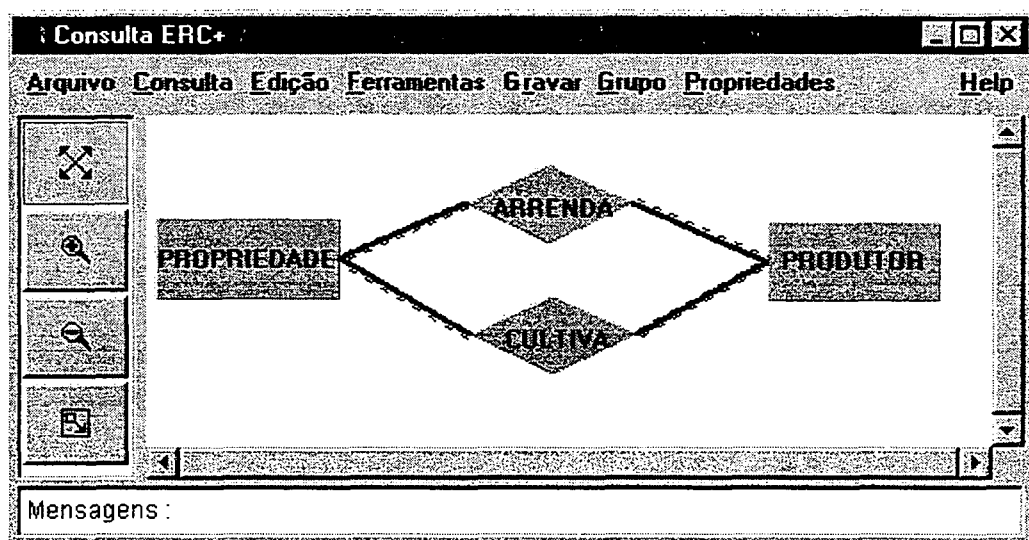 Consulta ERC+
Arquivo Consulta Edição Ferramentas Gravar Grupo Propriedades Help
ARRENDA
PROPRIEDADE PRODUTOR
CULTIVA
Mensagens :